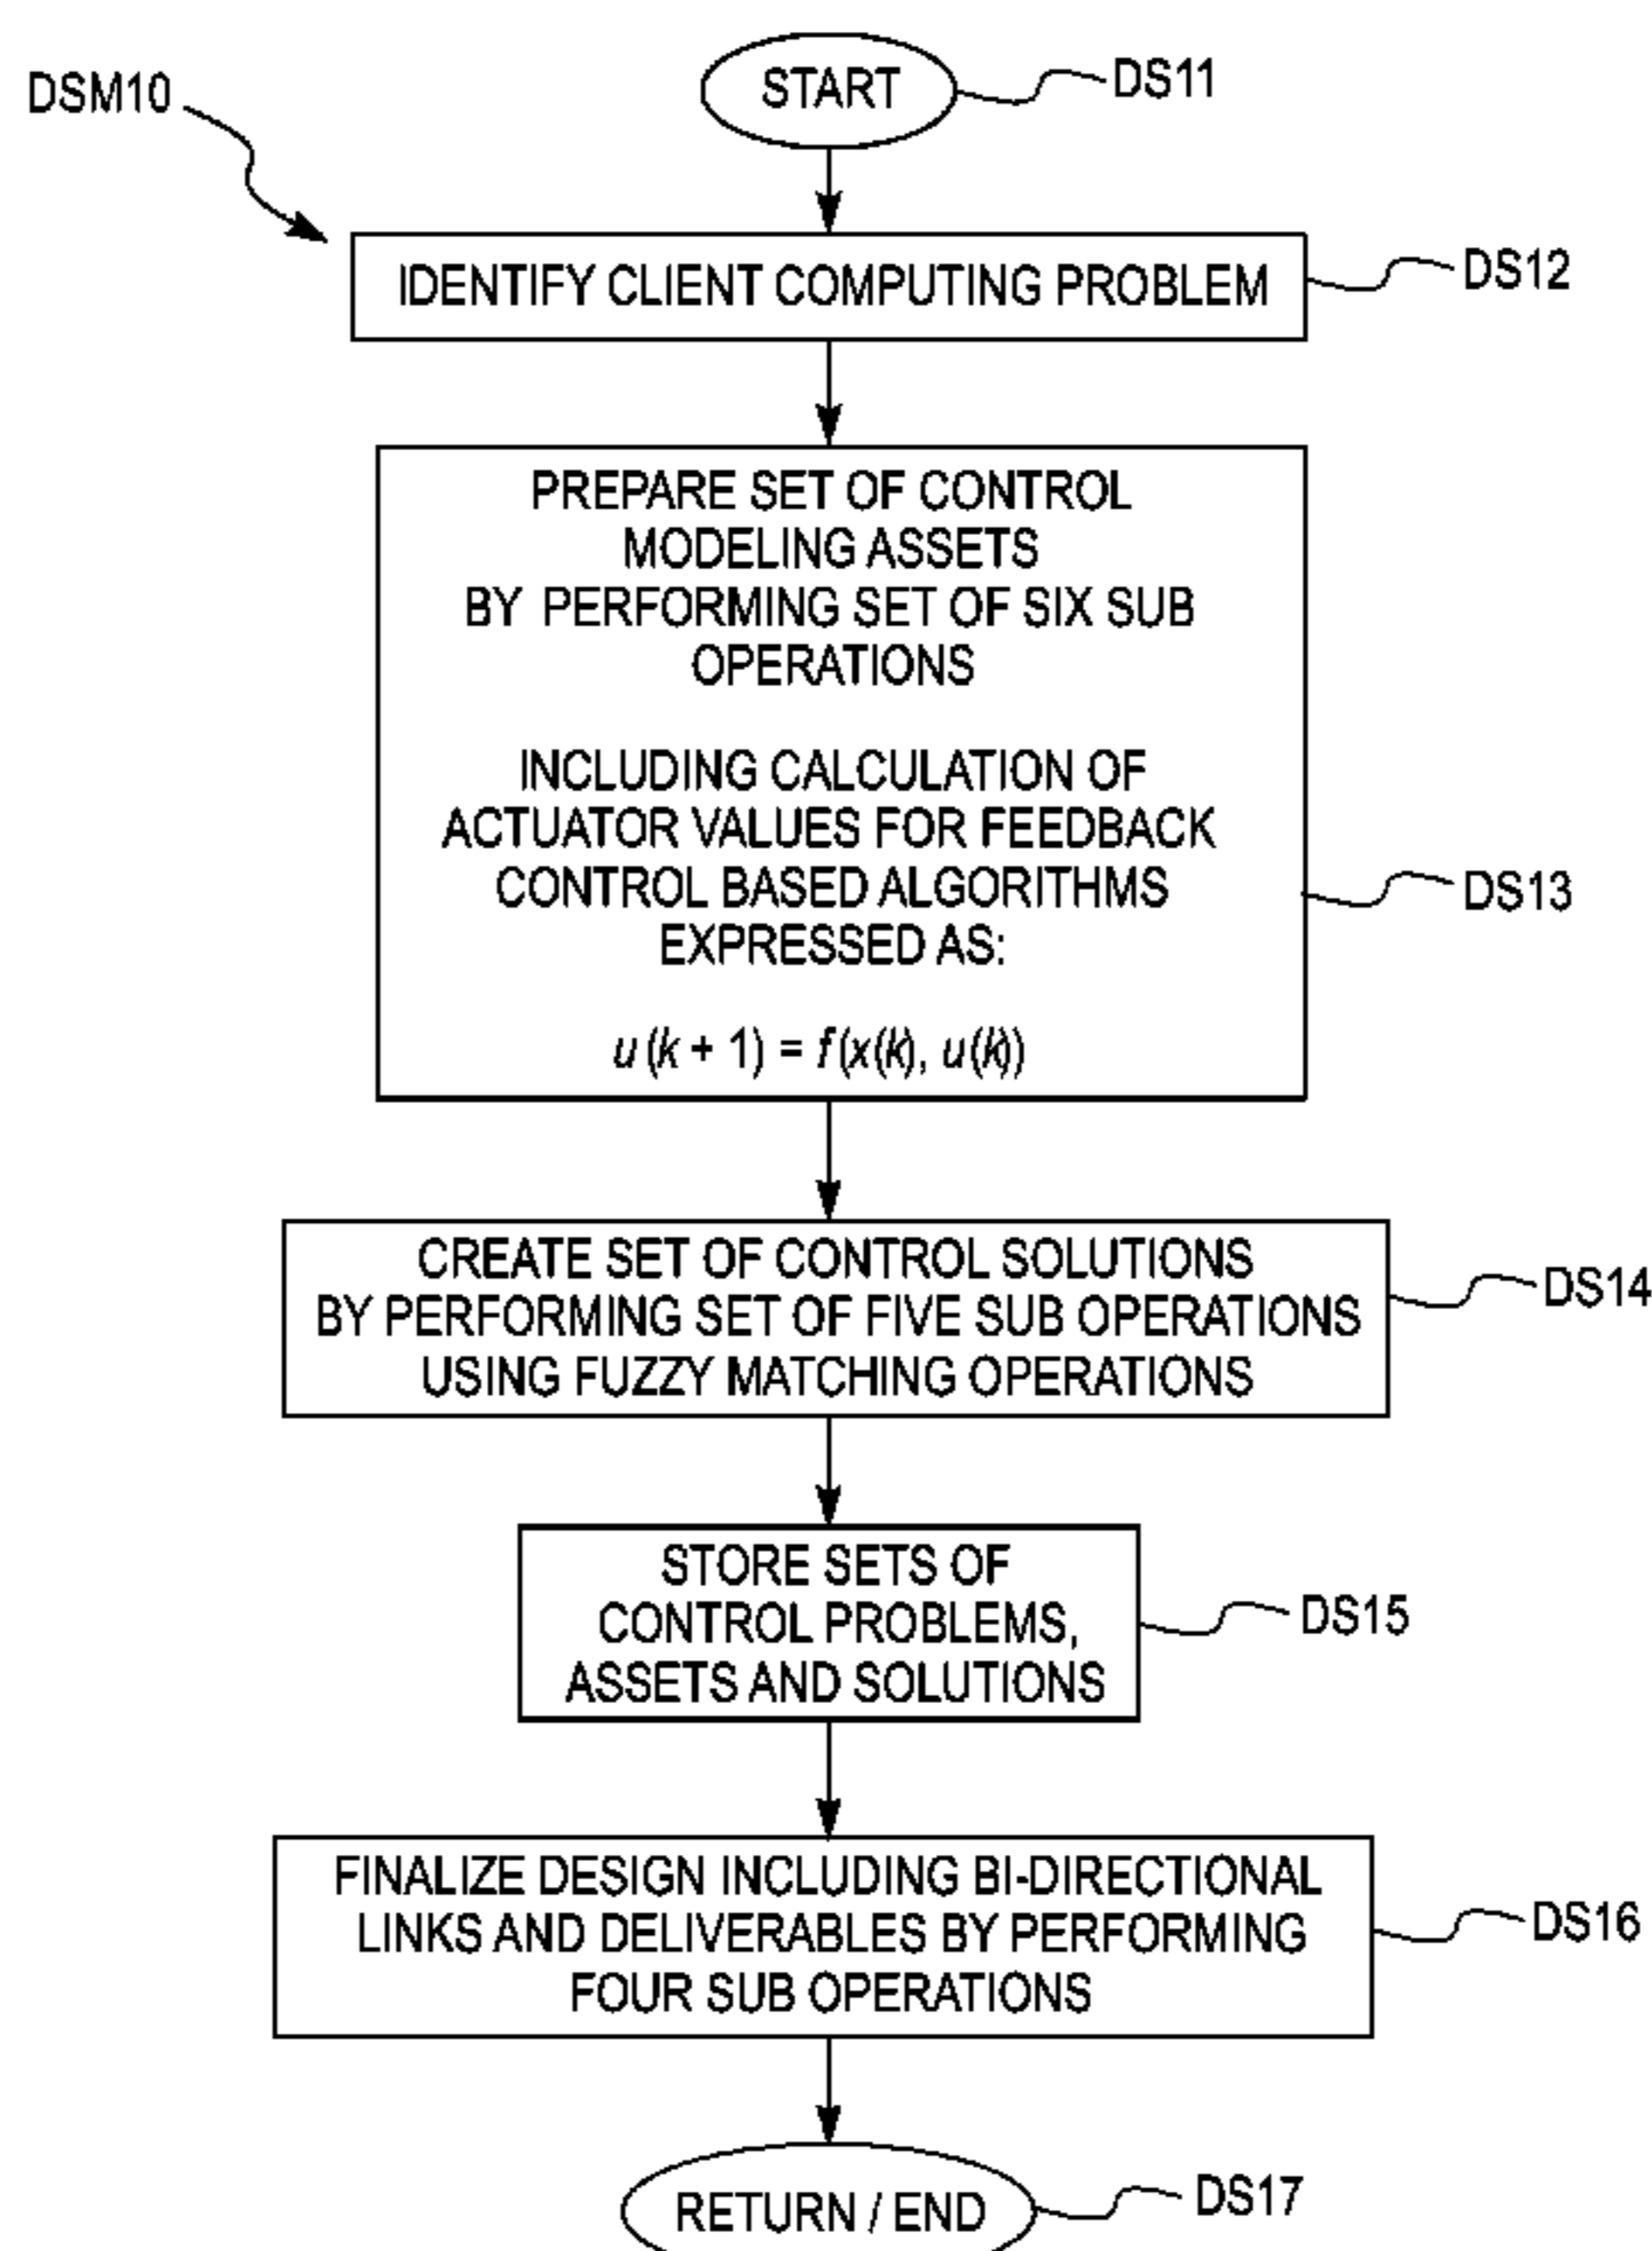 START
DS11
DSM10
IDENTIFY CLIENT COMPUTING PROBLEM
DS12
PREPARE SET OF CONTROL
MODELING ASSETS
BY PERFORMING SET OF SIX SUB
OPERATIONS
INCLUDING CALCULATION OF
ACTUATOR VALUES FOR FEEDBACK
CONTROL BASED ALGORITHMS
EXPRESSED AS:
u(k + 1) = f(x(k), u(k))
DS13
CREATE SET OF CONTROL SOLUTIONS
BY PERFORMING SET OF FIVE SUB OPERATIONS
USING FUZZY MATCHING OPERATIONS
DS14
STORE SETS OF
CONTROL PROBLEMS,
ASSETS AND SOLUTIONS
DS15
FINALIZE DESIGN INCLUDING BI-DIRECTIONAL
LINKS AND DELIVERABLES BY PERFORMING
FOUR SUB OPERATIONS
DS16
RETURN / END
DS17